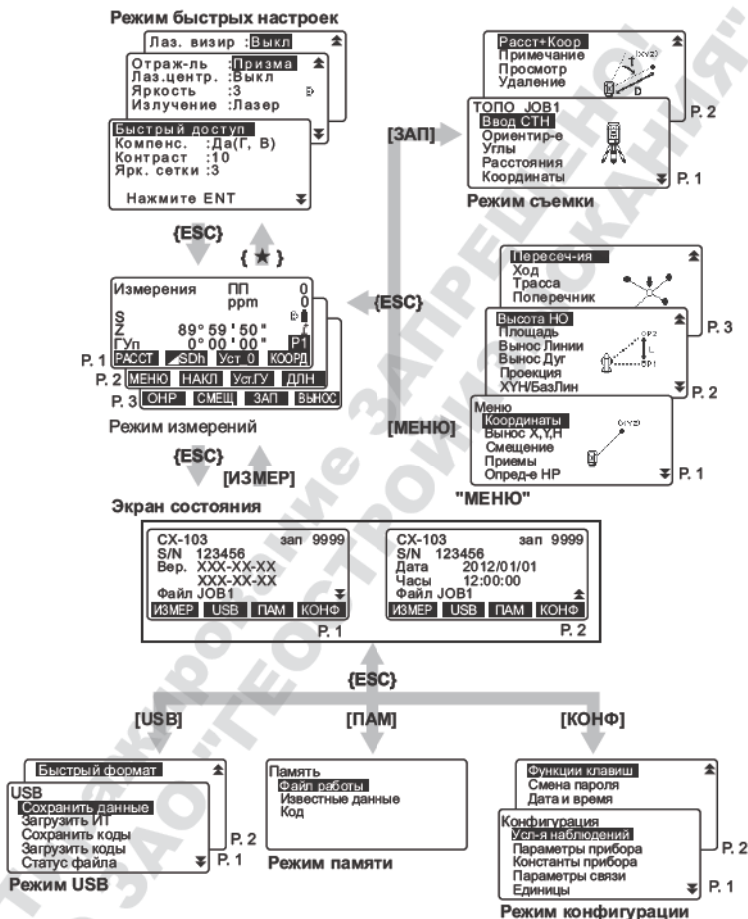 Режим быстрых настроек
Лаз. визир :Выкл
Отраж-ль :Призма
Лаз.центр. :Выкл
Яркость :3
Излучение :Лазер
Быстрый доступ
Компенс. :Да(Г, В)
Контраст :10
Ярк. сетки :3
Нажмите ENT
{ESC}
{ ★ }
Измерения ПП 0
ppm 0
S
Z 89° 59 ' 50 "
ГУп 0° 00 ' 00 " P1
P. 1 РАССТ ◢SDh Уст_0 КООРД
P. 2 МЕНЮ НАКЛ Уст.ГУ ДЛН
P. 3 ОНР СМЕЩ ЗАП ВЫНОС
Режим измерений
{ESC}
[ЗАП]
[МЕНЮ]
Расст+Коор
Примечание
Просмотр
Удаление
(XYZ)
D
P. 2
ТОПО JOB1
Ввод СТН
Ориентир-е
Углы
Расстояния
Координаты
P. 1
Режим съемки
Пересеч-ия
Ход
Трасса
Поперечник
P. 3
Высота НО
Площадь
Вынос Линии
Вынос Дуг
Проекция
ХYН/БазЛин
OP2
L
OP1
P. 2
Меню
Координаты
Вынос X,Y,H
Смещение
Приемы
Опред-е НР
P. 1
"МЕНЮ"
{ESC}
[ИЗМЕР]
Экран состояния
CX-103 зап 9999
S/N 123456
Вер. XXX-XX-XX
XXX-XX-XX
Файл JOB1
ИЗМЕР USB ПАМ КОНФ
P. 1
CX-103 зап 9999
S/N 123456
Дата 2012/01/01
Часы 12:00:00
Файл JOB1
ИЗМЕР USB ПАМ КОНФ
P. 2
{ESC}
[USB]
[ПАМ]
[КОНФ]
Быстрый формат
P. 2
USB
Сохранить данные
Загрузить ИТ
Сохранить коды
Загрузить коды
Статус файла
P. 1
Режим USB
Память
Файл работы
Известные данные
Код
Режим памяти
Функции клавиш
Смена пароля
Дата и время
P. 2
Конфигурация
Усл-я наблюдений
Параметры прибора
Константы прибора
Параметры связи
Единицы
P. 1
Режим конфигурации